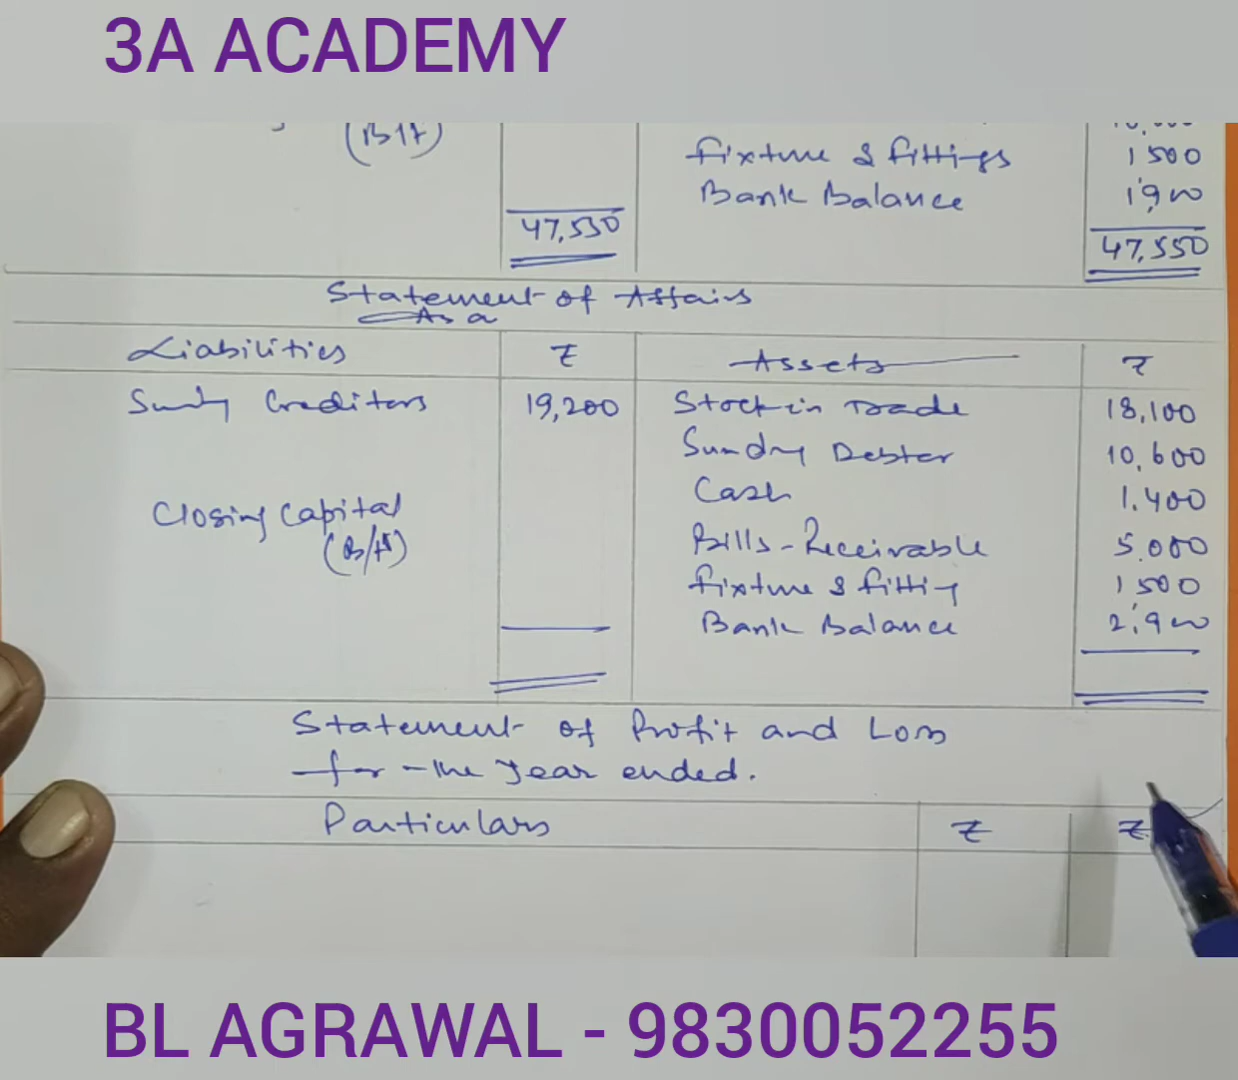 3A ACADEMY
(B/F)
Fixture & Fittings 1500
Bank Balance 1,900
47,550 47,550
Statement of Affairs
As a
Liabilities ₹ Assets ₹
Sundry Creditors 19,200 Stock in Trade 18,100
Sundry Debtor 10,600
Cash 1.400
Closing Capital
(B/F) Bills-Receivable 5.000
Fixture & Fitting 1500
Bank Balance 2,900
Statement of Profit and Loss
for the year ended.
Particulars ₹ ₹
BL AGRAWAL - 9830052255